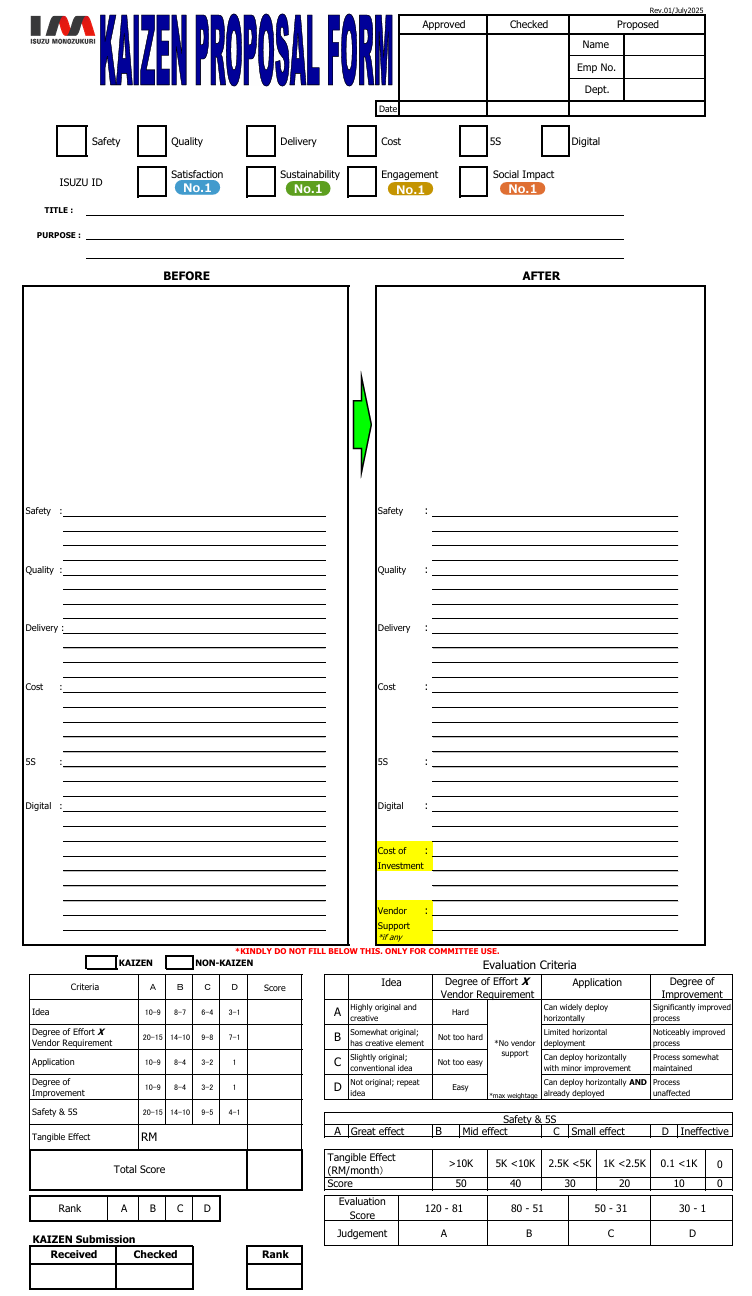 Rev.01/July2025
ISUZU MONOZUKURI
KAIZEN PROPOSAL FORM
Approved Checked Proposed
Name
Emp No.
Dept.
Date
Safety Quality Delivery Cost 5S Digital
ISUZU ID
Satisfaction No.1
Sustainability No.1
Engagement No.1
Social Impact No.1
TITLE :
PURPOSE :
BEFORE AFTER
Safety :
Quality :
Delivery :
Cost :
5S :
Digital :
Safety :
Quality :
Delivery :
Cost :
5S :
Digital :
Cost of :
Investment
Vendor :
Support
*if any
*KINDLY DO NOT FILL BELOW THIS. ONLY FOR COMMITTEE USE.
KAIZEN NON-KAIZEN
Criteria A B C D Score
Idea 10-9 8-7 6-4 3-1
Degree of Effort X
Vendor Requirement 20-15 14-10 9-8 7-1
Application 10-9 8-4 3-2 1
Degree of
Improvement 10-9 8-4 3-2 1
Safety & 5S 20-15 14-10 9-5 4-1
Tangible Effect RM
Total Score
Rank A B C D
KAIZEN Submission
Received Checked Rank
Evaluation Criteria
Idea
Degree of Effort X
Vendor Requirement
Application
Degree of
Improvement
A
Highly original and
creative
Hard
Can widely deploy
horizontally
Significantly improved
process
B
Somewhat original;
has creative element
Not too hard
Limited horizontal
deployment
Noticeably improved
process
*No vendor
support
C
Slightly original;
conventional idea
Not too easy
Can deploy horizontally
with minor improvement
Process somewhat
maintained
D
Not original; repeat
idea
Easy
*max weightage
Can deploy horizontally AND
already deployed
Process
unaffected
Safety & 5S
A Great effect B Mid effect C Small effect D Ineffective
Tangible Effect
(RM/month)
>10K 5K <10K 2.5K <5K 1K <2.5K 0.1 <1K 0
Score 50 40 30 20 10 0
Evaluation
Score
120 - 81 80 - 51 50 - 31 30 - 1
Judgement A B C D